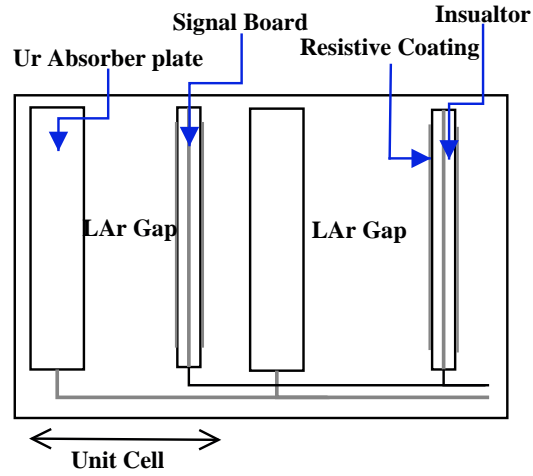 Insualtor
Signal Board
Resistive Coating
Ur Absorber plate
LAr Gap
LAr Gap
Unit Cell